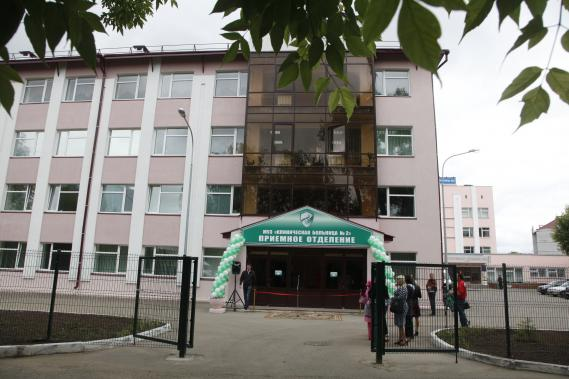 МУЗ «КЛИНИЧЕСКАЯ БОЛЬНИЦА № 2»
ПРИЕМНОЕ ОТДЕЛЕНИЕ